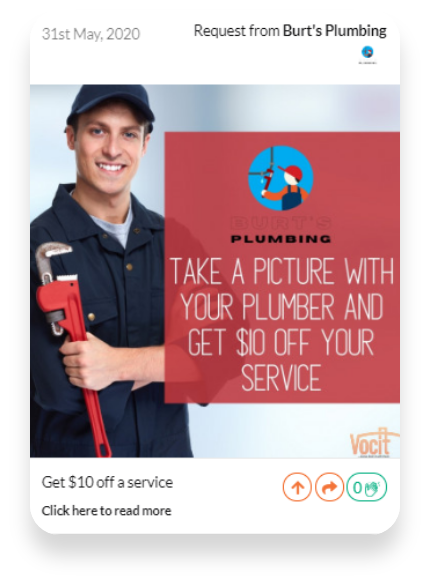 31st May, 2020
Request from Burt's Plumbing
BURT'S
PLUMBING
TAKE A PICTURE WITH
YOUR PLUMBER AND
GET $10 OFF YOUR
SERVICE
Vocit
Get $10 off a service
0
Click here to read more